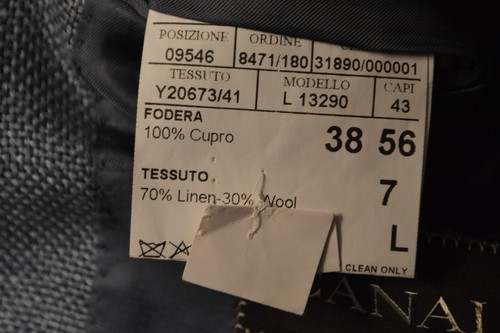 POSIZIONE ORDINE
09546 8471/180 31890/000001
TESSUTO MODELLO CAPI
Y20673/41 L 13290 43
FODERA
100% Cupro 38 56
TESSUTO 7
70% Linen-30% Wool
L
CLEAN ONLY